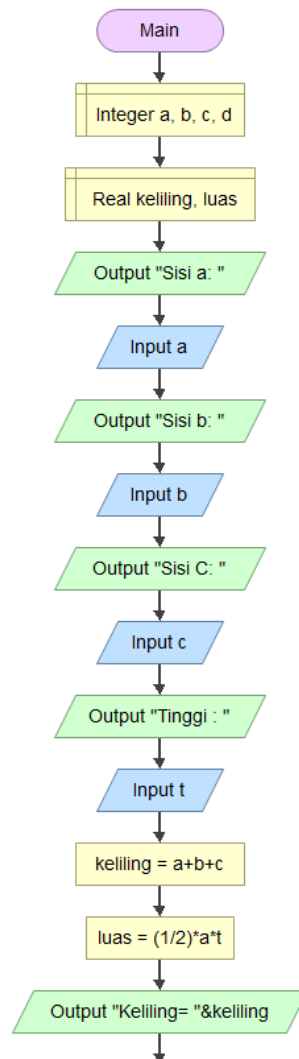 Main
Integer a, b, c, d
Real keliling, luas
Output "Sisi a: "
Input a
Output "Sisi b: "
Input b
Output "Sisi C: "
Input c
Output "Tinggi : "
Input t
keliling = a+b+c
luas = (1/2)*a*t
Output "Keliling= "&keliling